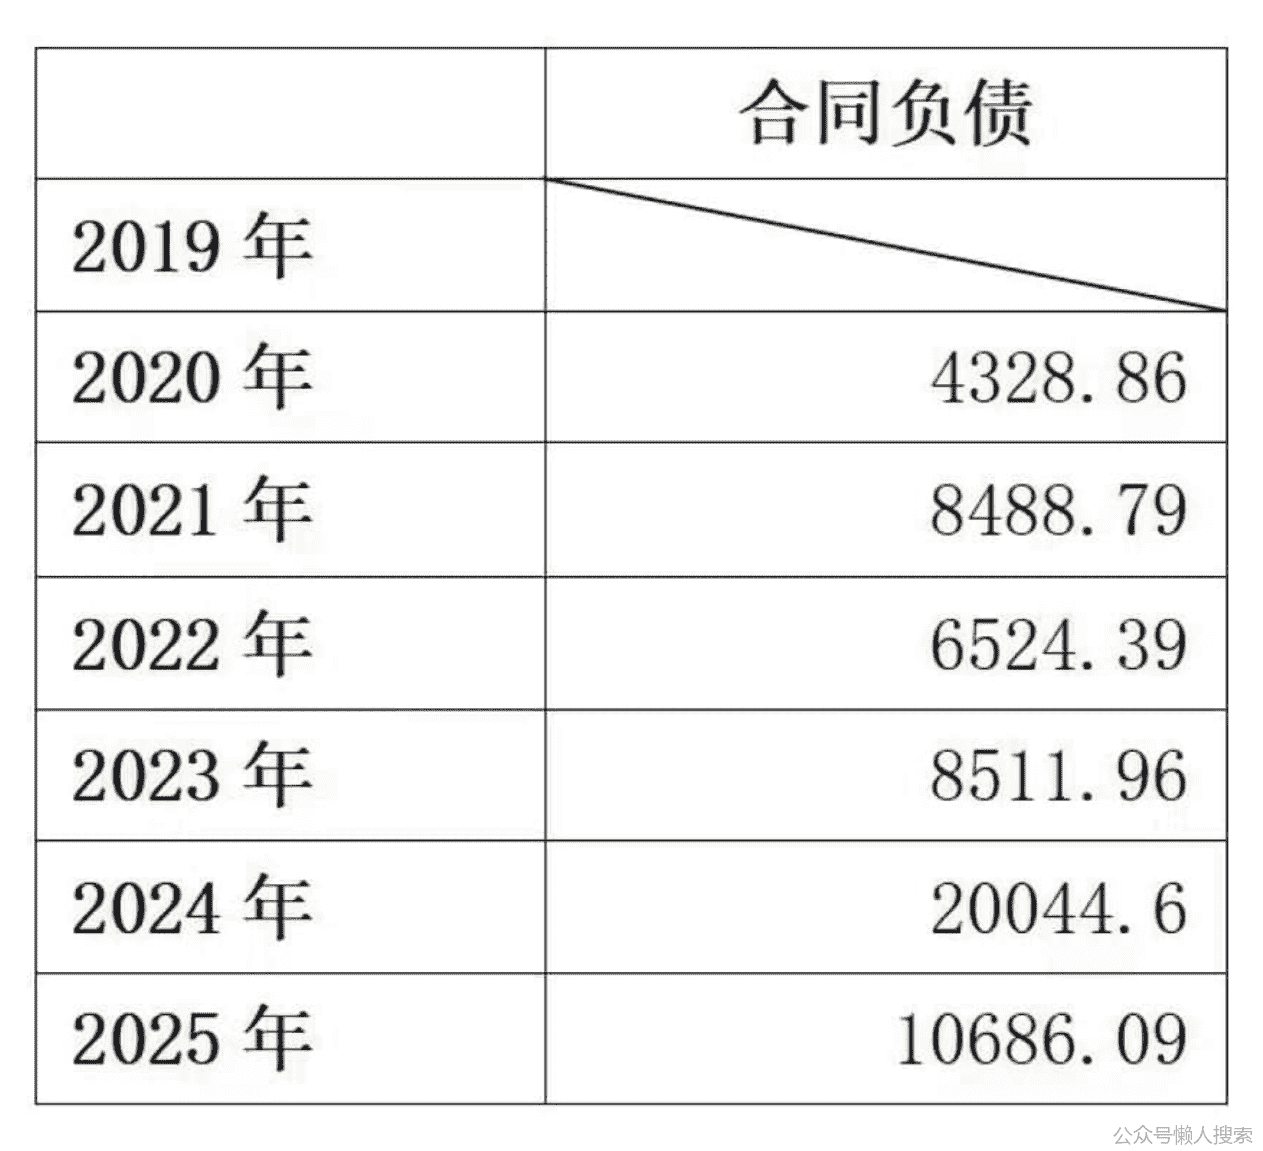 合同负债
2019 年
2020 年 4328.86
2021 年 8488.79
2022 年 6524.39
2023 年 8511.96
2024 年 20044.6
2025 年 10686.09
公众号懒人搜索